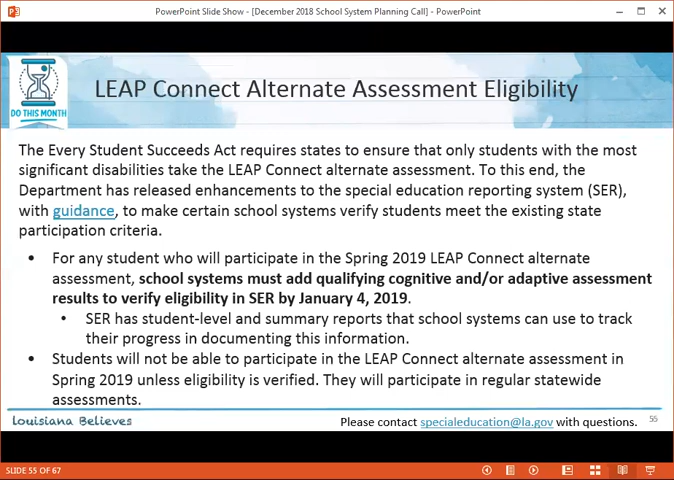 PowerPoint Slide Show - [December 2018 School System Planning Call] - PowerPoint
DO THIS MONTH
LEAP Connect Alternate Assessment Eligibility
The Every Student Succeeds Act requires states to ensure that only students with the most
significant disabilities take the LEAP Connect alternate assessment. To this end, the
Department has released enhancements to the special education reporting system (SER),
with guidance, to make certain school systems verify students meet the existing state
participation criteria.
• For any student who will participate in the Spring 2019 LEAP Connect alternate
assessment, school systems must add qualifying cognitive and/or adaptive assessment
results to verify eligibility in SER by January 4, 2019.
• SER has student-level and summary reports that school systems can use to track
their progress in documenting this information.
• Students will not be able to participate in the LEAP Connect alternate assessment in
Spring 2019 unless eligibility is verified. They will participate in regular statewide
assessments.
Louisiana Believes
Please contact specialeducation@la.gov with questions.
55
SLIDE 55 OF 67